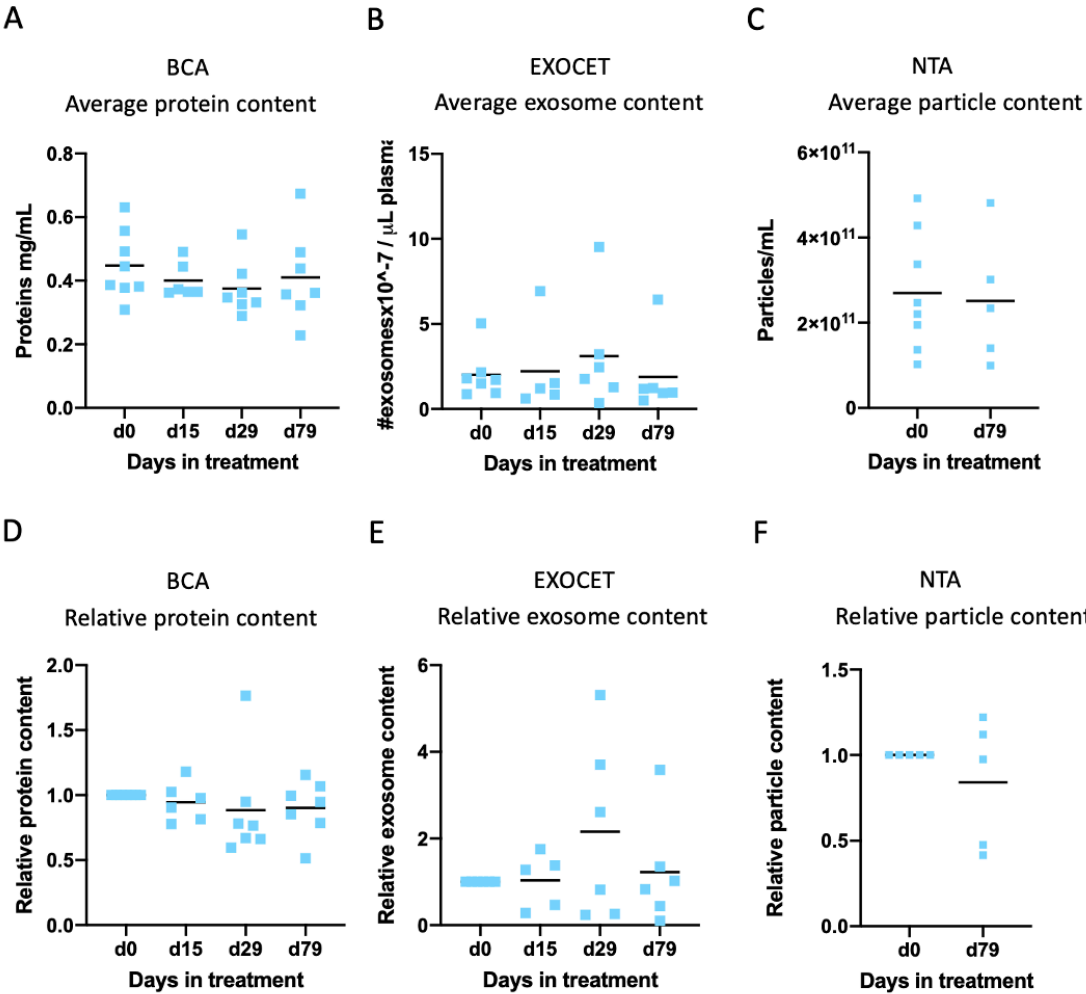 A
BCA
Average protein content
Proteins mg/mL
0.8
0.6
0.4
0.2
0.0
d0 d15 d29 d79
Days in treatment
B
EXOCET
Average exosome content
#exosomesx10^-7 / µL plasma
15
10
5
0
d0 d15 d29 d79
Days in treatment
C
NTA
Average particle content
Particles/mL
6×10¹¹
4×10¹¹
2×10¹¹
0
d0 d79
Days in treatment
D
BCA
Relative protein content
Relative protein content
2.0
1.5
1.0
0.5
0.0
d0 d15 d29 d79
Days in treatment
E
EXOCET
Relative exosome content
Relative exosome content
6
4
2
0
d0 d15 d29 d79
Days in treatment
F
NTA
Relative particle content
Relative particle content
1.5
1.0
0.5
0.0
d0 d79
Days in treatment